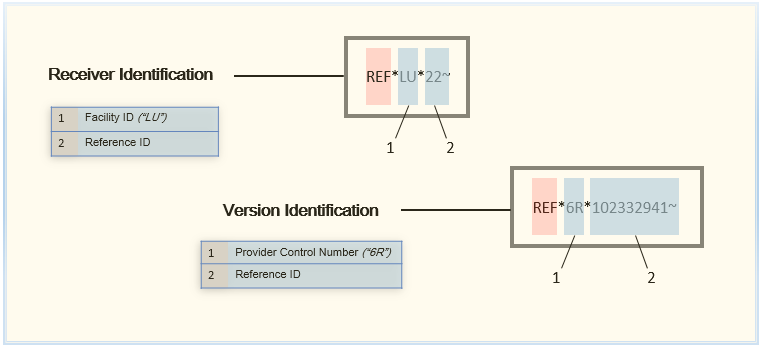 Receiver Identification
REF*LU*22~
1 Facility ID (“LU”)
2 Reference ID
1 2
Version Identification
REF*6R*102332941~
1 Provider Control Number (“6R”)
2 Reference ID
1 2